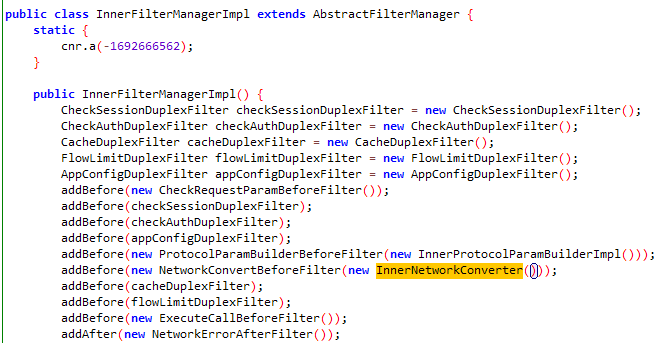 public class InnerFilterManagerImpl extends AbstractFilterManager {
    static {
        cnr.a(-1692666562);
    }

    public InnerFilterManagerImpl() {
        CheckSessionDuplexFilter checkSessionDuplexFilter = new CheckSessionDuplexFilter();
        CheckAuthDuplexFilter checkAuthDuplexFilter = new CheckAuthDuplexFilter();
        CacheDuplexFilter cacheDuplexFilter = new CacheDuplexFilter();
        FlowLimitDuplexFilter flowLimitDuplexFilter = new FlowLimitDuplexFilter();
        AppConfigDuplexFilter appConfigDuplexFilter = new AppConfigDuplexFilter();
        addBefore(new CheckRequestParamBeforeFilter());
        addBefore(checkSessionDuplexFilter);
        addBefore(checkAuthDuplexFilter);
        addBefore(appConfigDuplexFilter);
        addBefore(new ProtocolParamBuilderBeforeFilter(new InnerProtocolParamBuilderImpl()));
        addBefore(new NetworkConvertBeforeFilter(new InnerNetworkConverter()));
        addBefore(cacheDuplexFilter);
        addBefore(flowLimitDuplexFilter);
        addBefore(new ExecuteCallBeforeFilter());
        addAfter(new NetworkErrorAfterFilter());